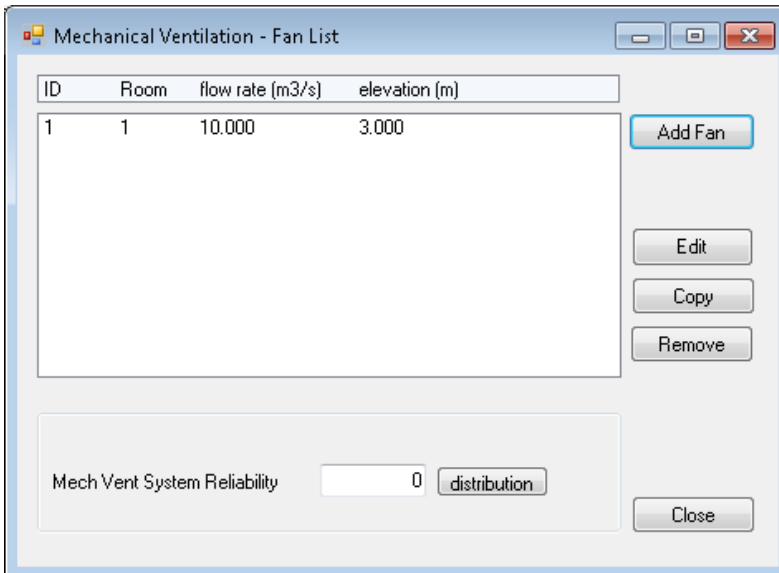 Mechanical Ventilation - Fan List
ID Room flow rate (m3/s) elevation (m)
1 1 10.000 3.000
Add Fan
Edit
Copy
Remove
Mech Vent System Reliability 0 distribution
Close